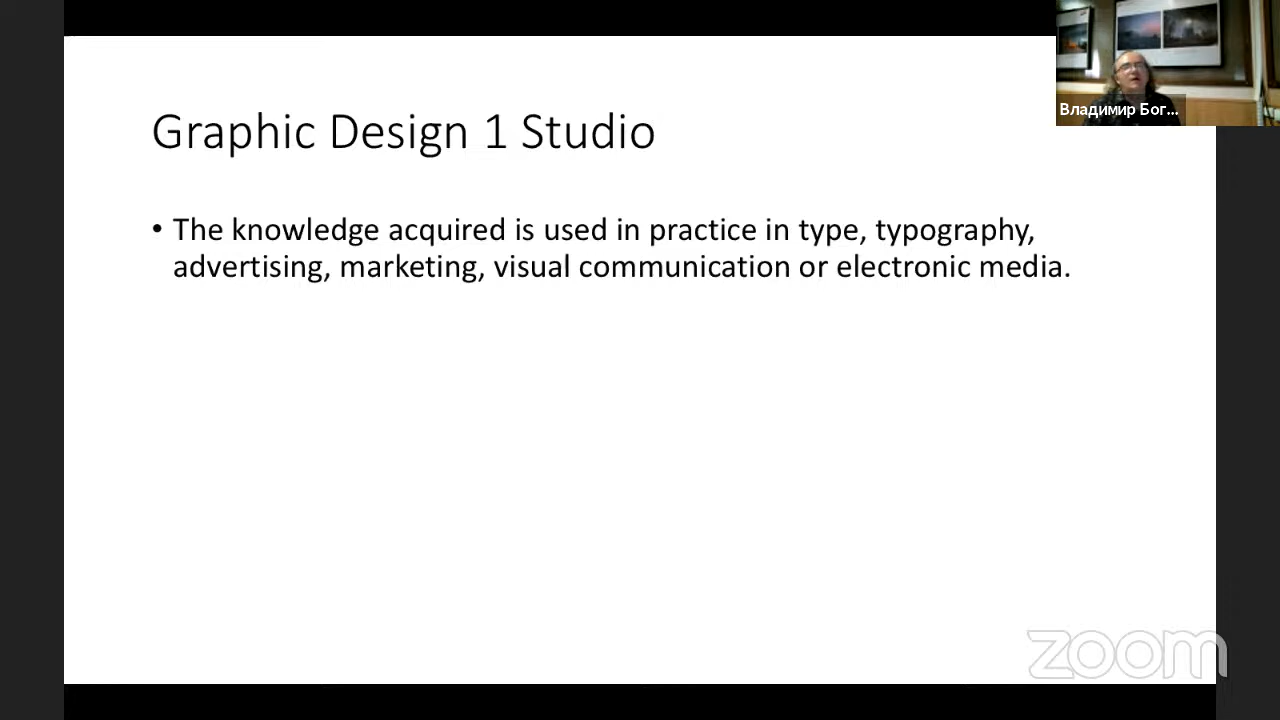 Graphic Design 1 Studio
• The knowledge acquired is used in practice in type, typography,
advertising, marketing, visual communication or electronic media.
Владимир Бог...
zoom